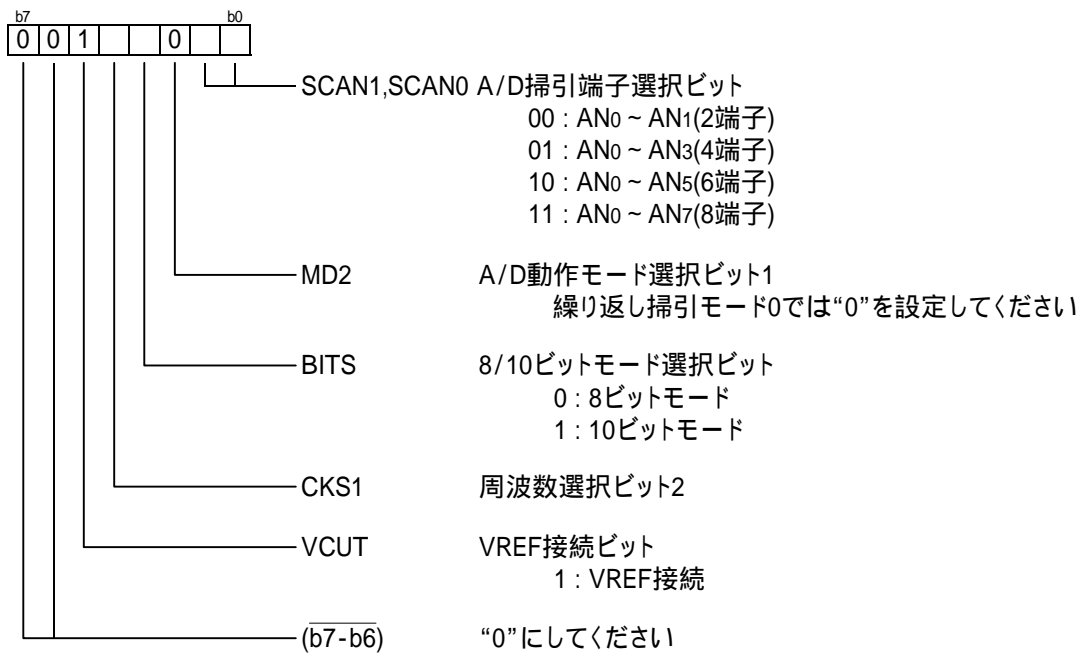 b7 b0
0 0 1 0
SCAN1,SCAN0 A/D掃引端子選択ビット
00 : AN0 ~ AN1(2端子)
01 : AN0 ~ AN3(4端子)
10 : AN0 ~ AN5(6端子)
11 : AN0 ~ AN7(8端子)
MD2 A/D動作モード選択ビット1
繰り返し掃引モード0では“0”を設定してください
BITS 8/10ビットモード選択ビット
0 : 8ビットモード
1 : 10ビットモード
CKS1 周波数選択ビット2
VCUT VREF接続ビット
1 : VREF接続
(b7-b6) “0”にしてください